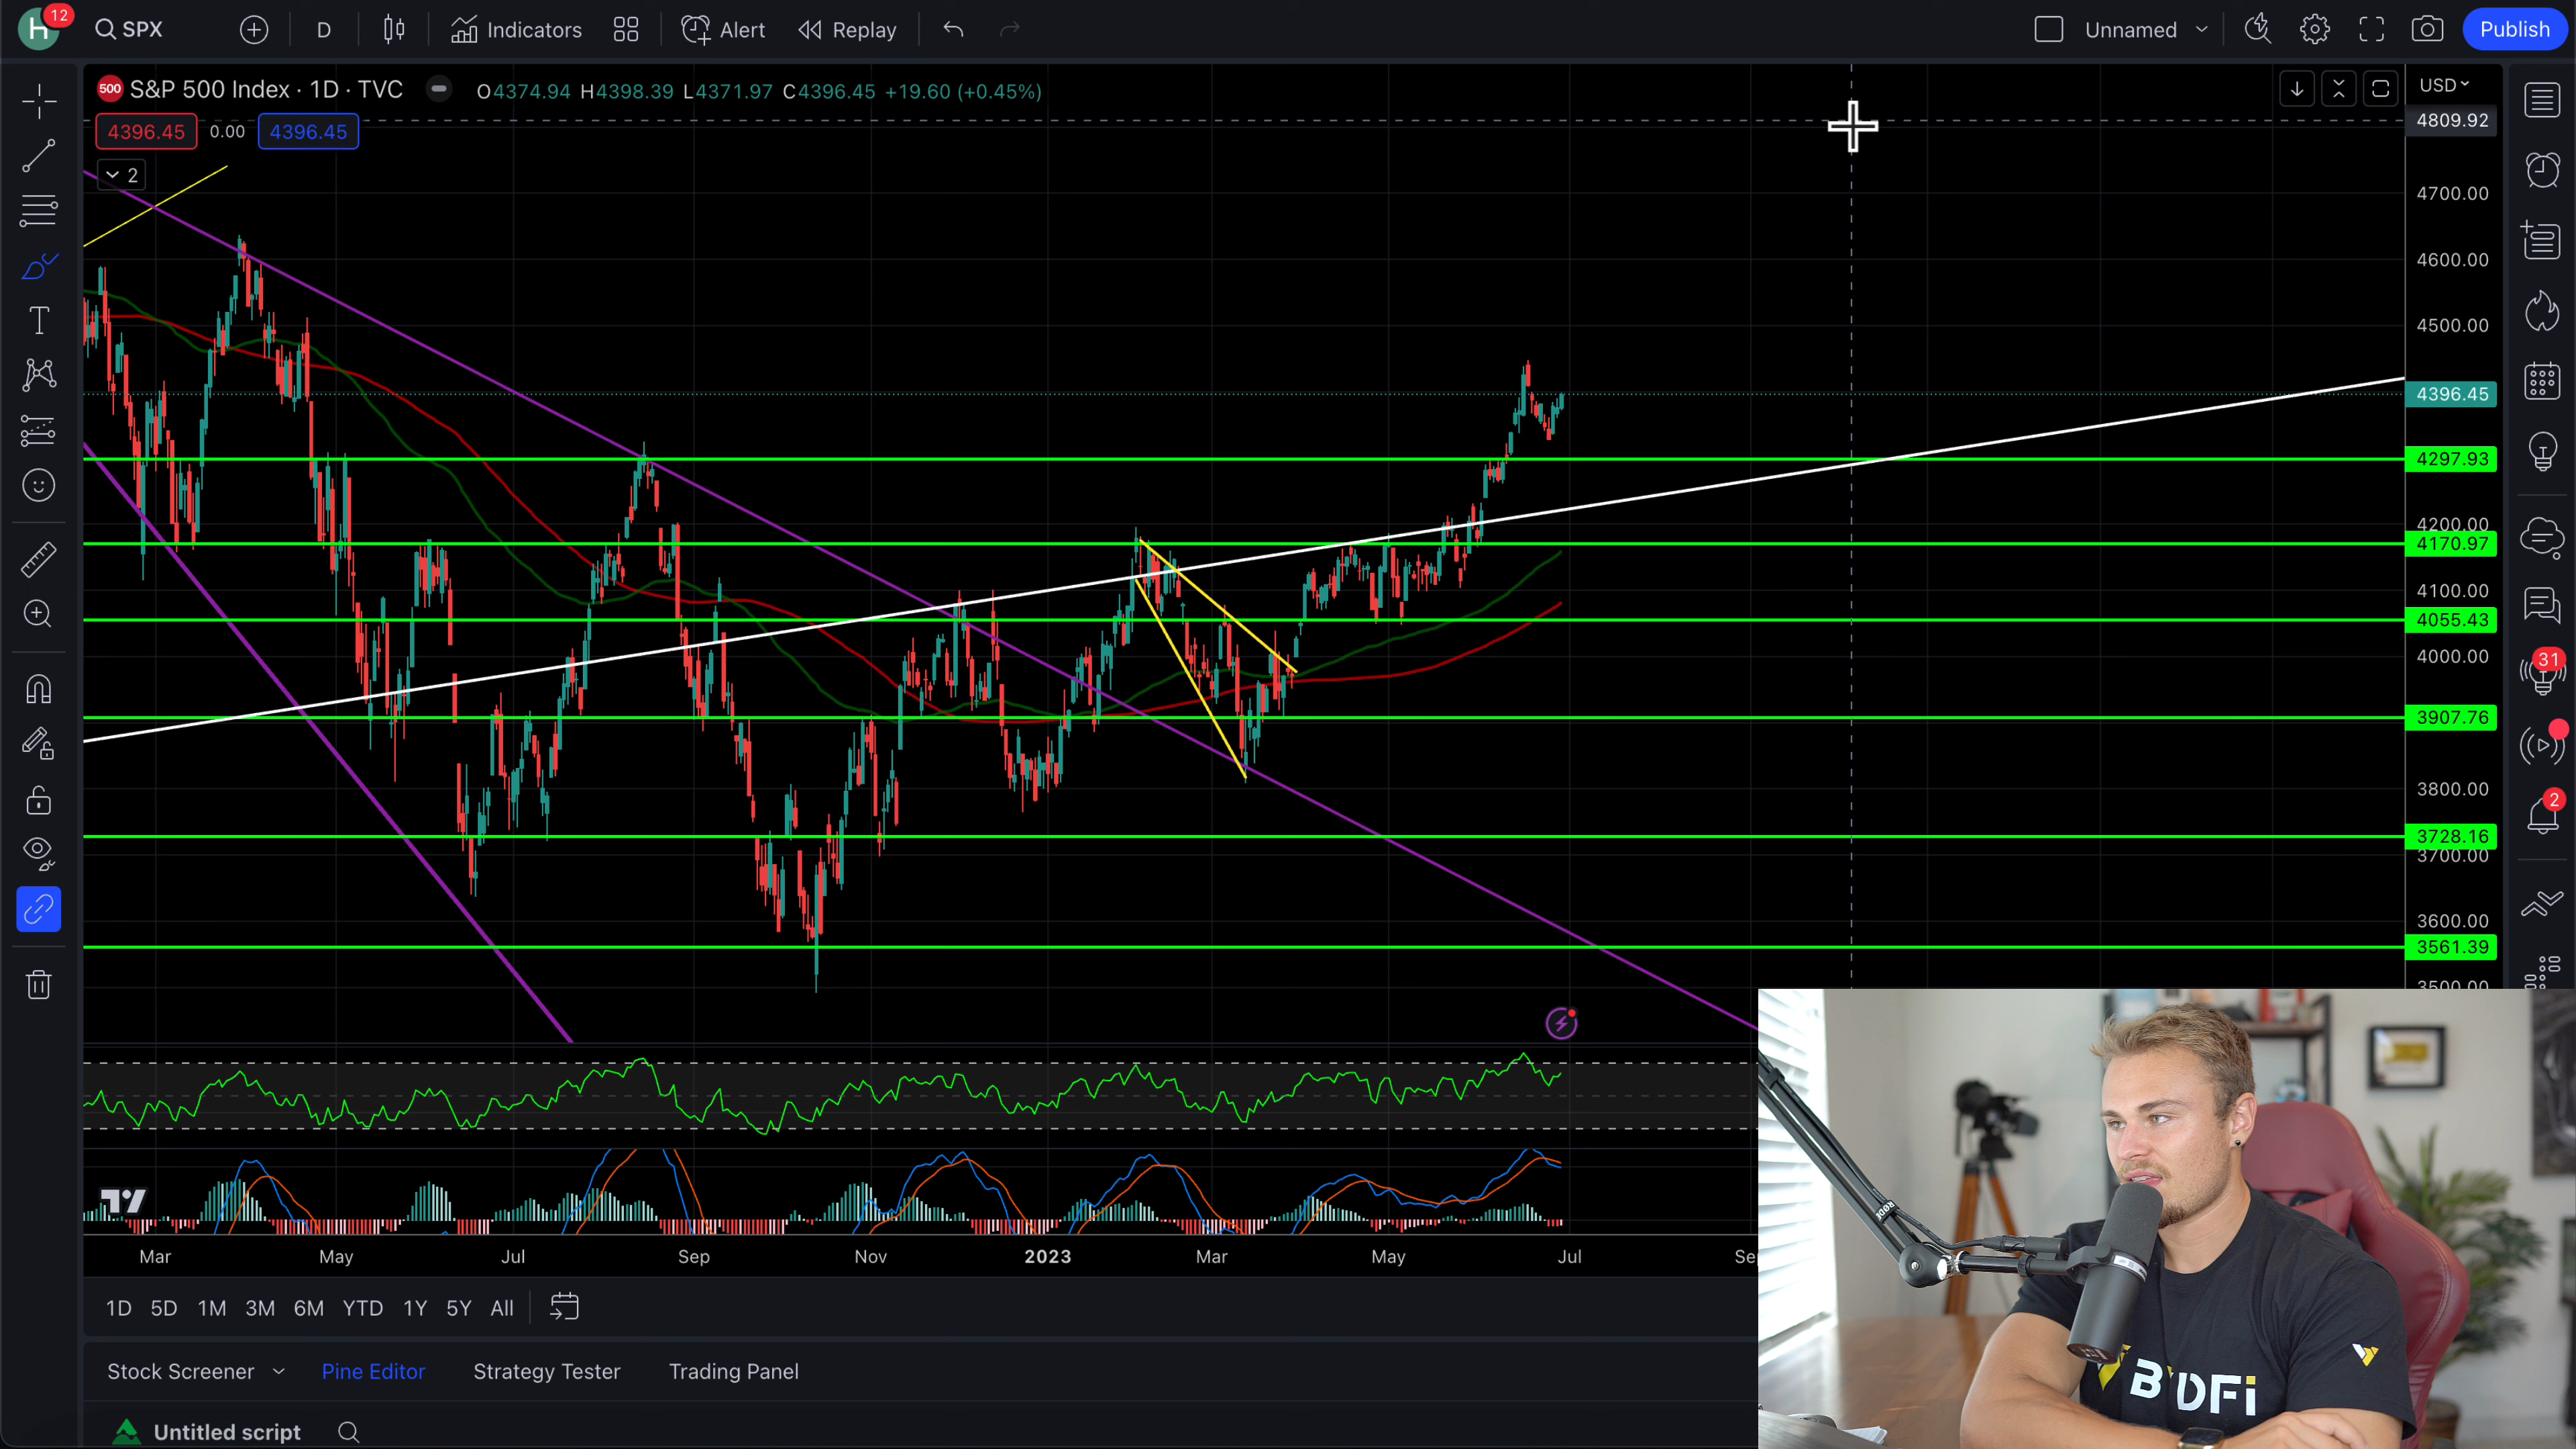 H 12 SPX D Indicators Alert Replay Unnamed Publish
500 S&P 500 Index · 1D · TVC O4374.94 H4398.39 L4371.97 C4396.45 +19.60 (+0.45%) USD
4396.45 0.00 4396.45
4809.92
2
4700.00
4600.00
4500.00
4396.45
4297.93
4200.00
4170.97
4100.00
4055.43
4000.00
31
3907.76
3800.00
2
3728.16
3700.00
3600.00
3561.39
3500.00
Mar May Jul Sep Nov 2023 Mar May Jul
1D 5D 1M 3M 6M YTD 1Y 5Y All
Stock Screener Pine Editor Strategy Tester Trading Panel
Untitled script
RØDE